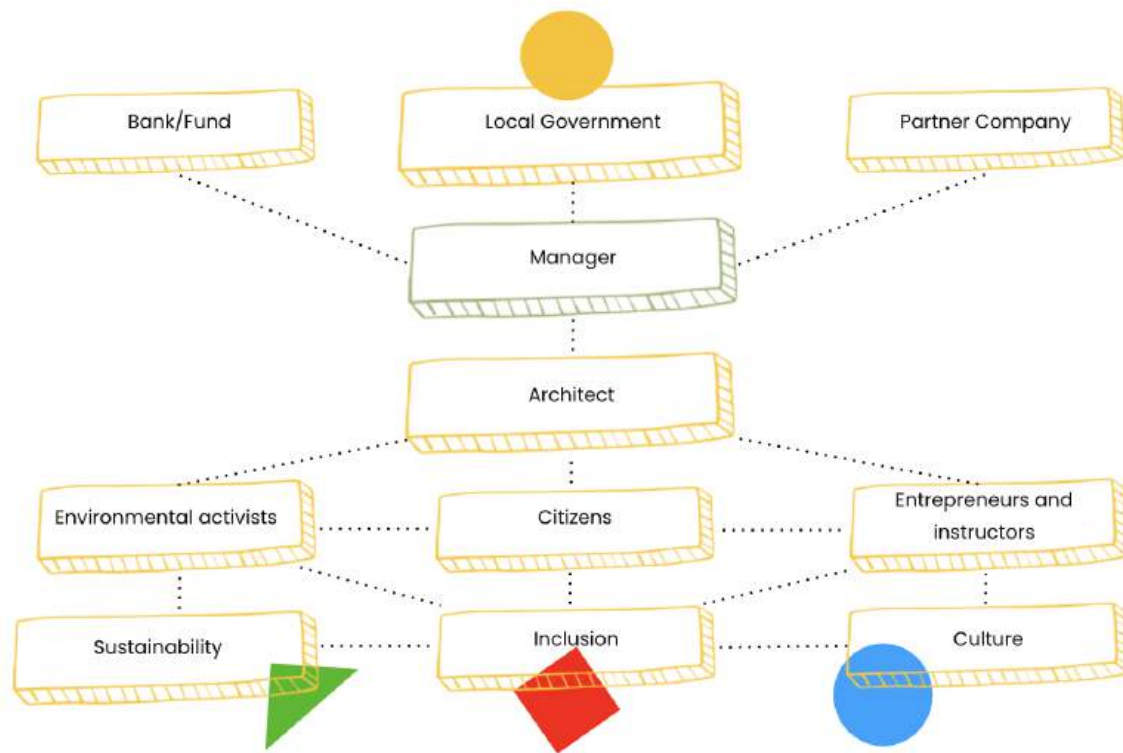 Bank/Fund
Local Government
Partner Company
Manager
Architect
Environmental activists
Citizens
Entrepreneurs and
instructors
Sustainability
Inclusion
Culture